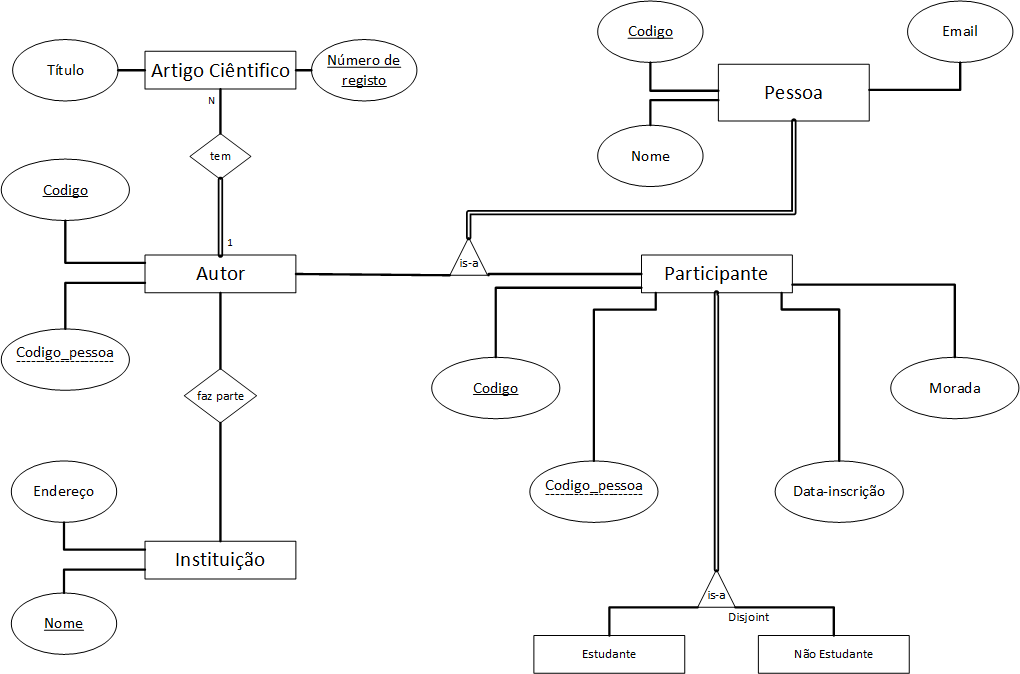 Codigo
Email
Título
Artigo Ciêntifico
Número de
registo
Pessoa
N
tem
Nome
Codigo
1
is-a
Autor
Participante
Codigo_pessoa
faz parte
Codigo
Morada
Endereço
Codigo_pessoa
Data-inscrição
Instituição
Nome
is-a
Disjoint
Estudante
Não Estudante